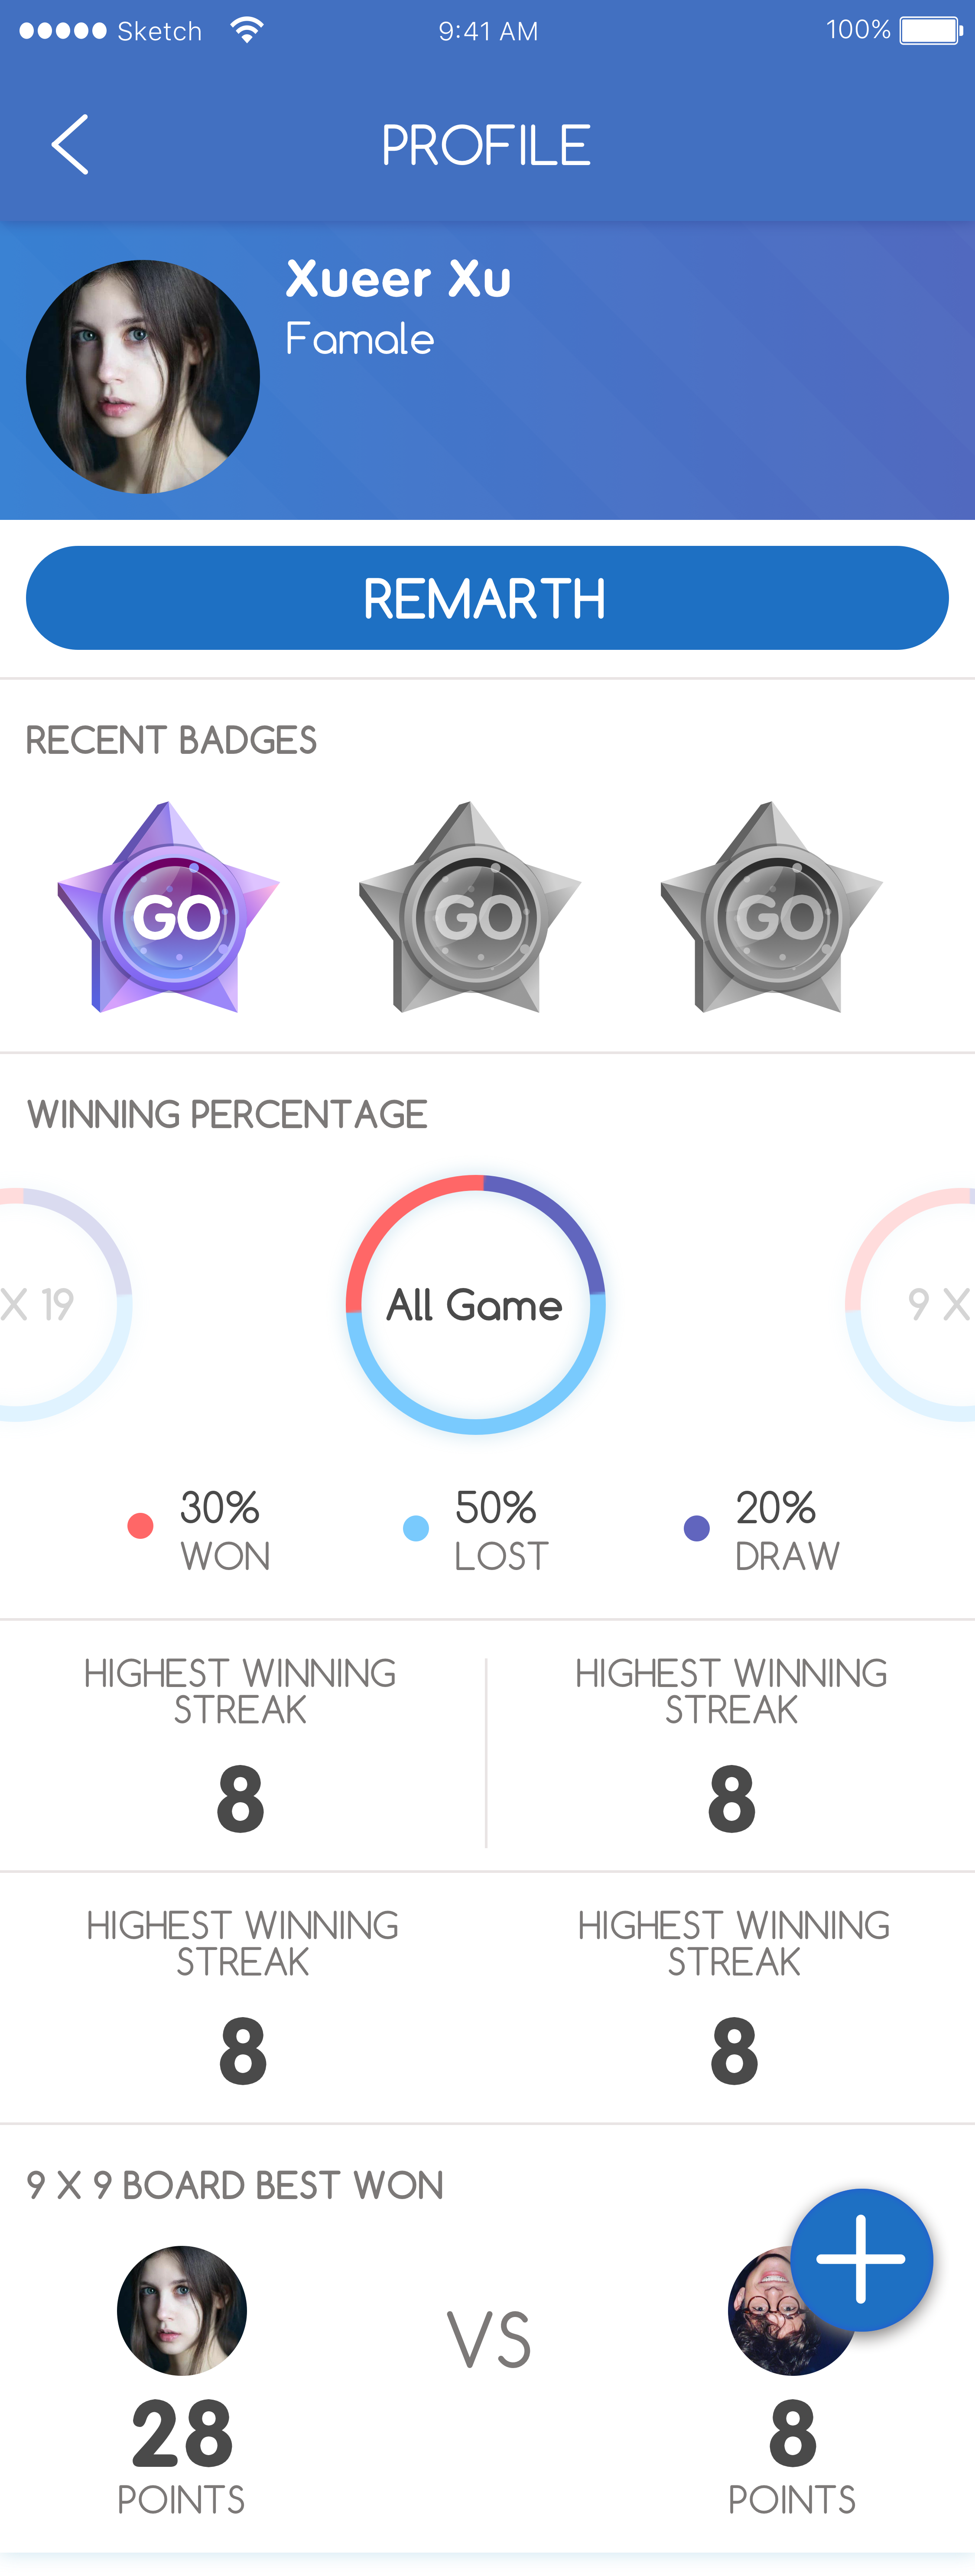 Sketch 9:41 AM 100%
PROFILE
Xueer Xu
Famale
REMARTH
RECENT BADGES
GO GO GO
WINNING PERCENTAGE
X 19 All Game 9 X
30% 50% 20%
WON LOST DRAW
HIGHEST WINNING HIGHEST WINNING
STREAK STREAK
8 8
HIGHEST WINNING HIGHEST WINNING
STREAK STREAK
8 8
9 X 9 BOARD BEST WON
VS
28 8
POINTS POINTS